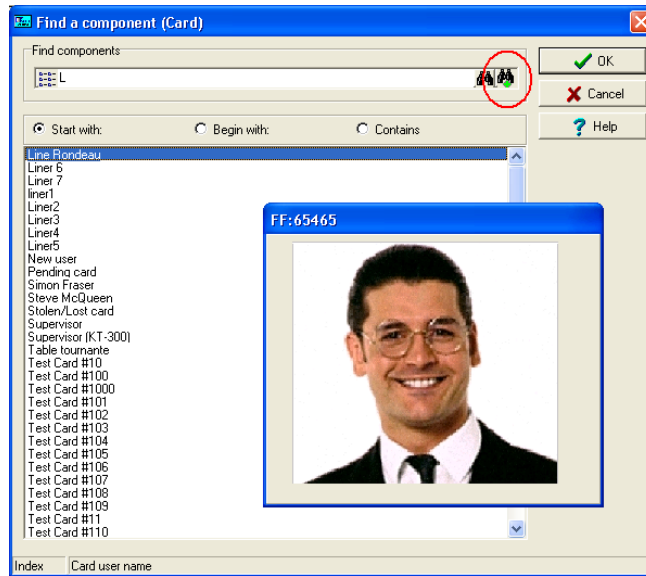 Find a component (Card)
Find components
L
OK
Cancel
? Help
Start with:
Begin with:
Contains
Line Rondeau
Liner 6
Liner 7
liner1
Liner2
Liner3
Liner4
Liner5
New user
Pending card
Simon Fraser
Steve McQueen
Stolen/Lost card
Supervisor
Supervisor (KT-300)
Table tournante
Test Card #10
Test Card #100
Test Card #1000
Test Card #101
Test Card #102
Test Card #103
Test Card #104
Test Card #105
Test Card #106
Test Card #107
Test Card #108
Test Card #109
Test Card #11
Test Card #110
FF:65465
Index
Card user name